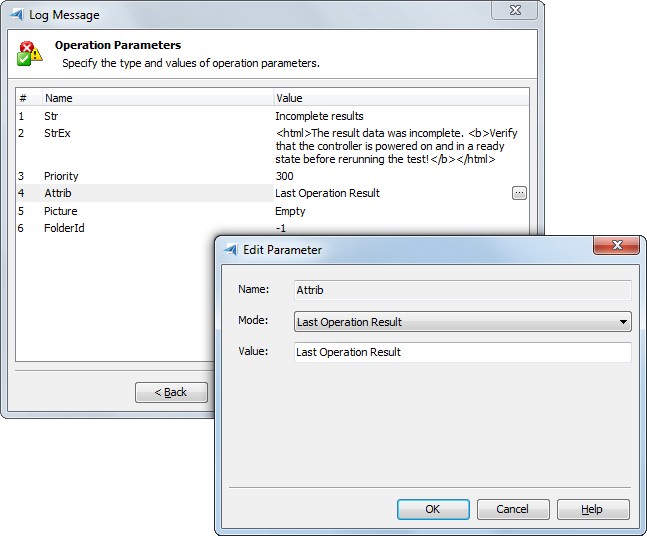 Log Message
Operation Parameters
Specify the type and values of operation parameters.
# Name Value
1 Str Incomplete results
2 StrEx <html>The result data was incomplete. <b>Verify
that the controller is powered on and in a ready
state before rerunning the test!</b></html>
3 Priority 300
4 Attrib Last Operation Result ...
5 Picture Empty
6 FolderId -1
< Back
Edit Parameter
Name: Attrib
Mode: Last Operation Result
Value: Last Operation Result
OK Cancel Help